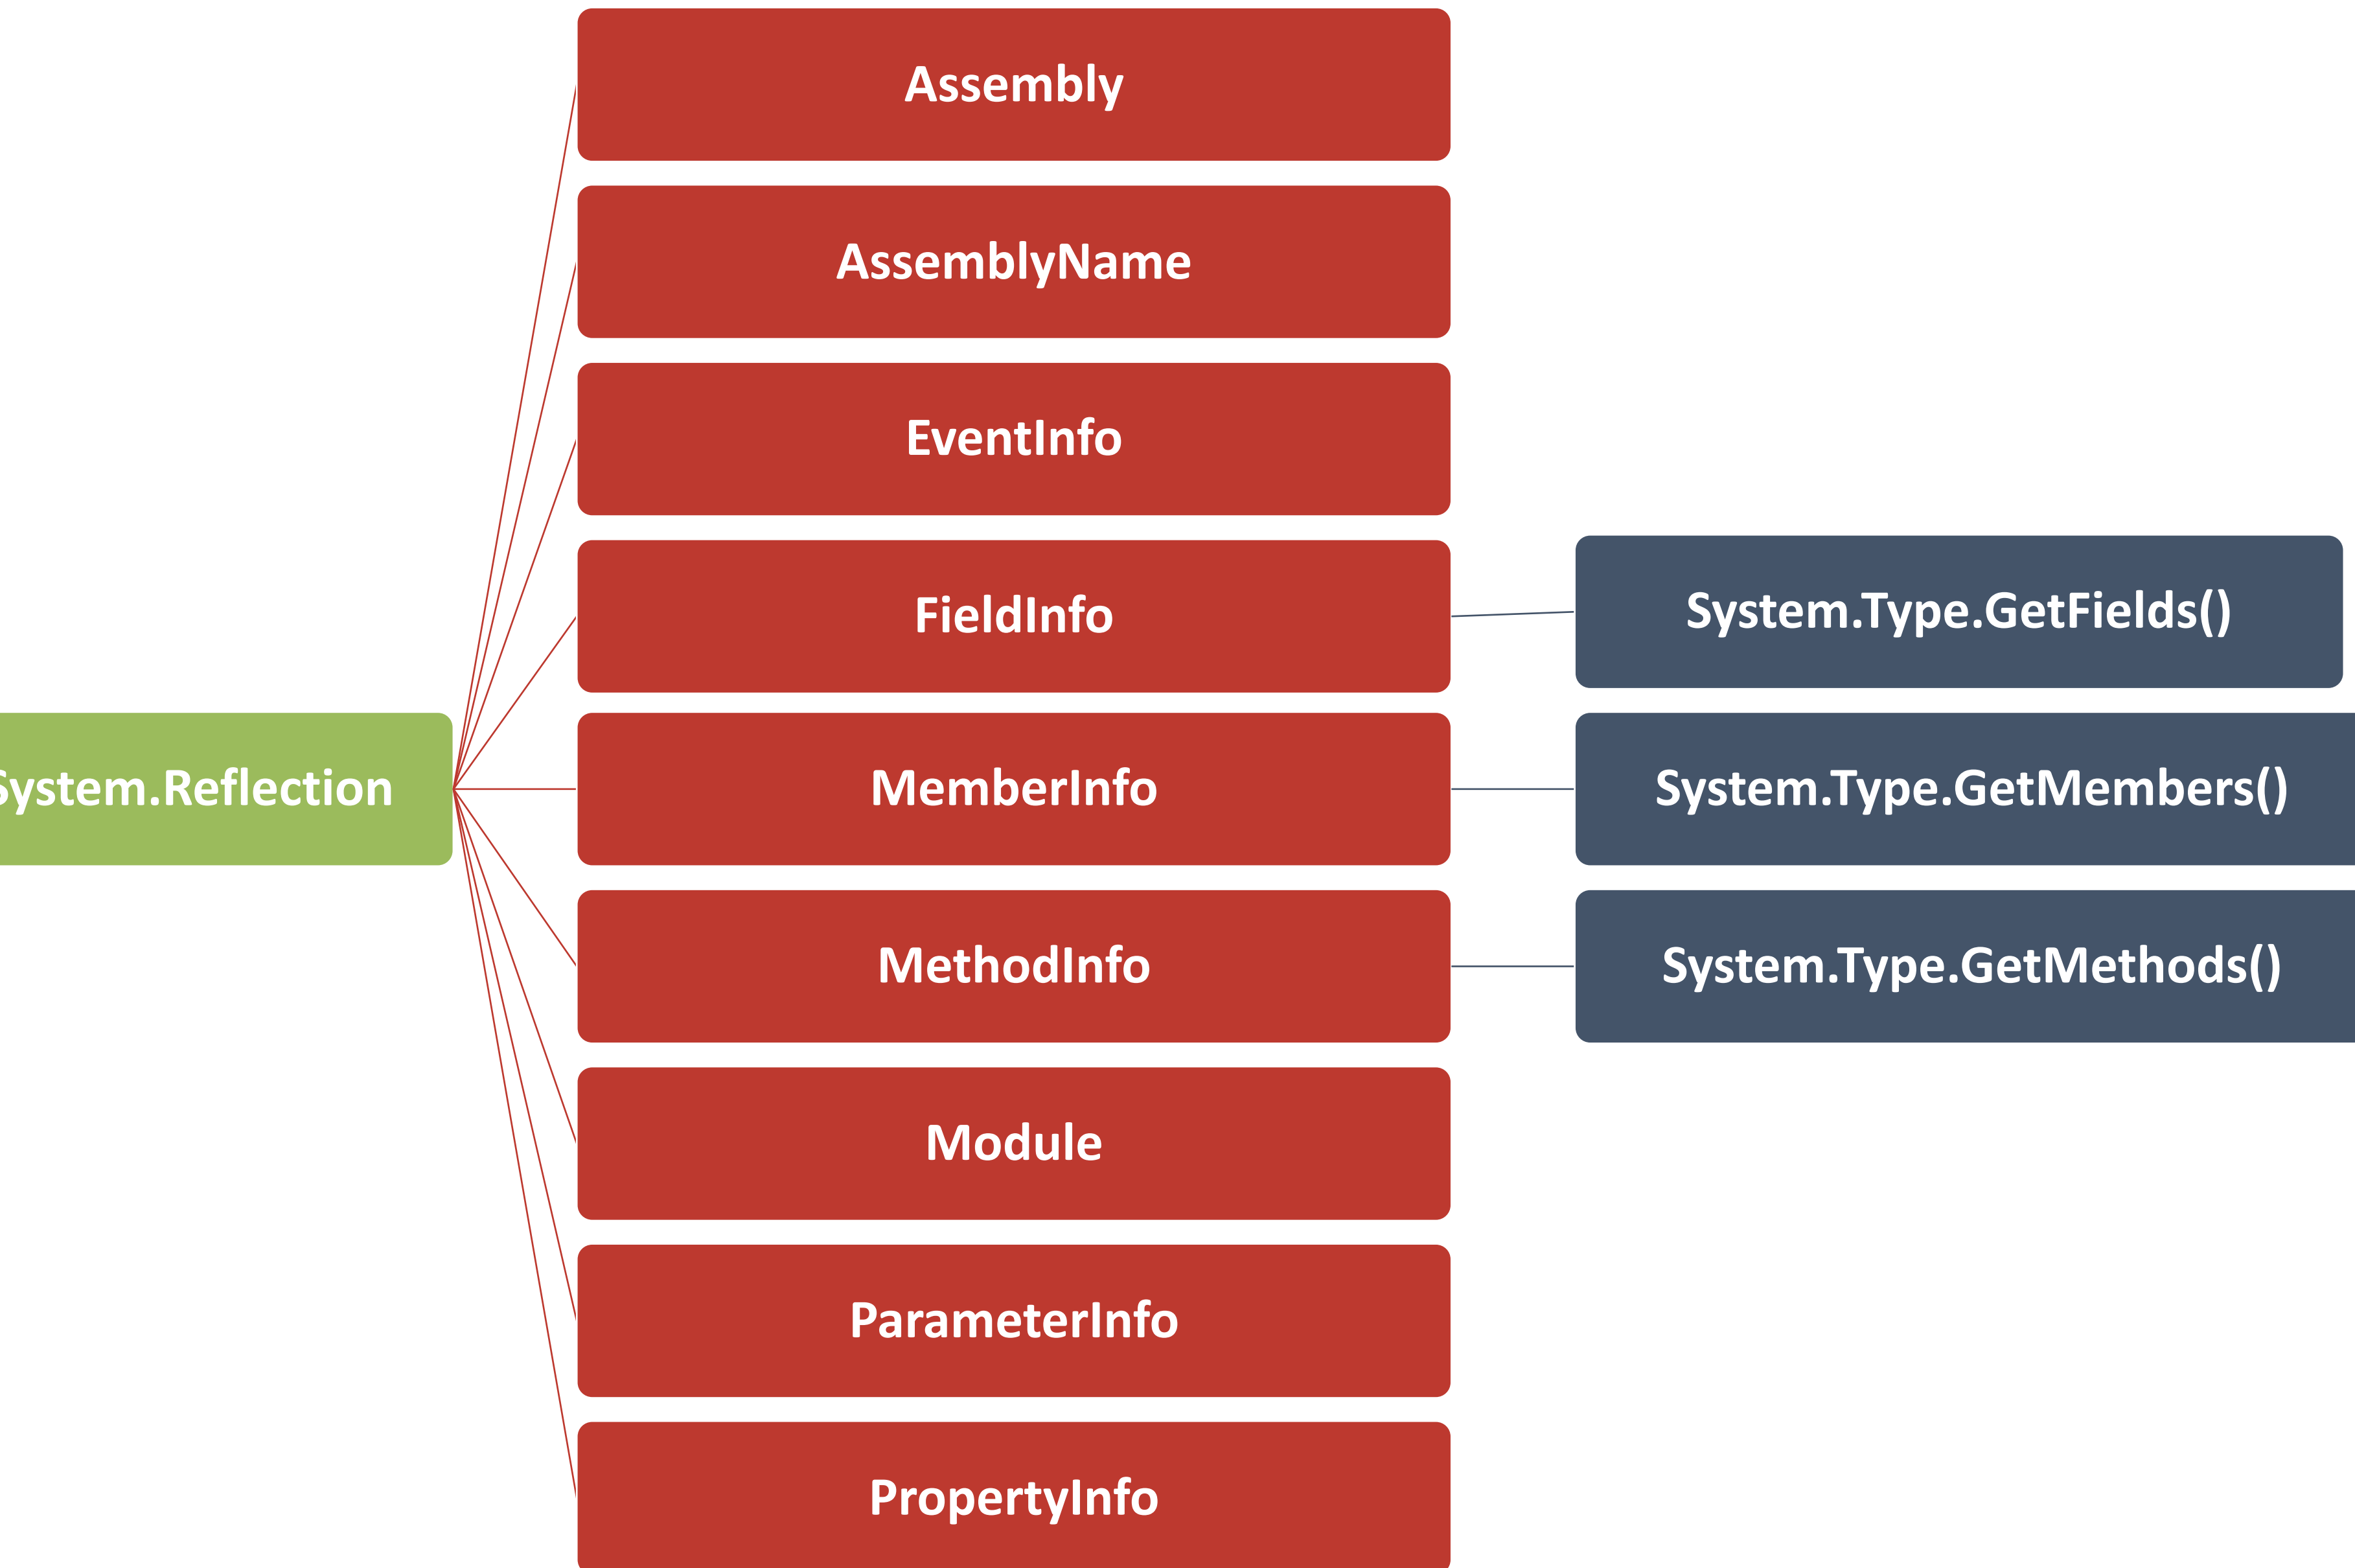 Assembly
AssemblyName
EventInfo
FieldInfo
System.Type.GetFields()
System.Reflection
MemberInfo
System.Type.GetMembers()
MethodInfo
System.Type.GetMethods()
Module
ParameterInfo
PropertyInfo